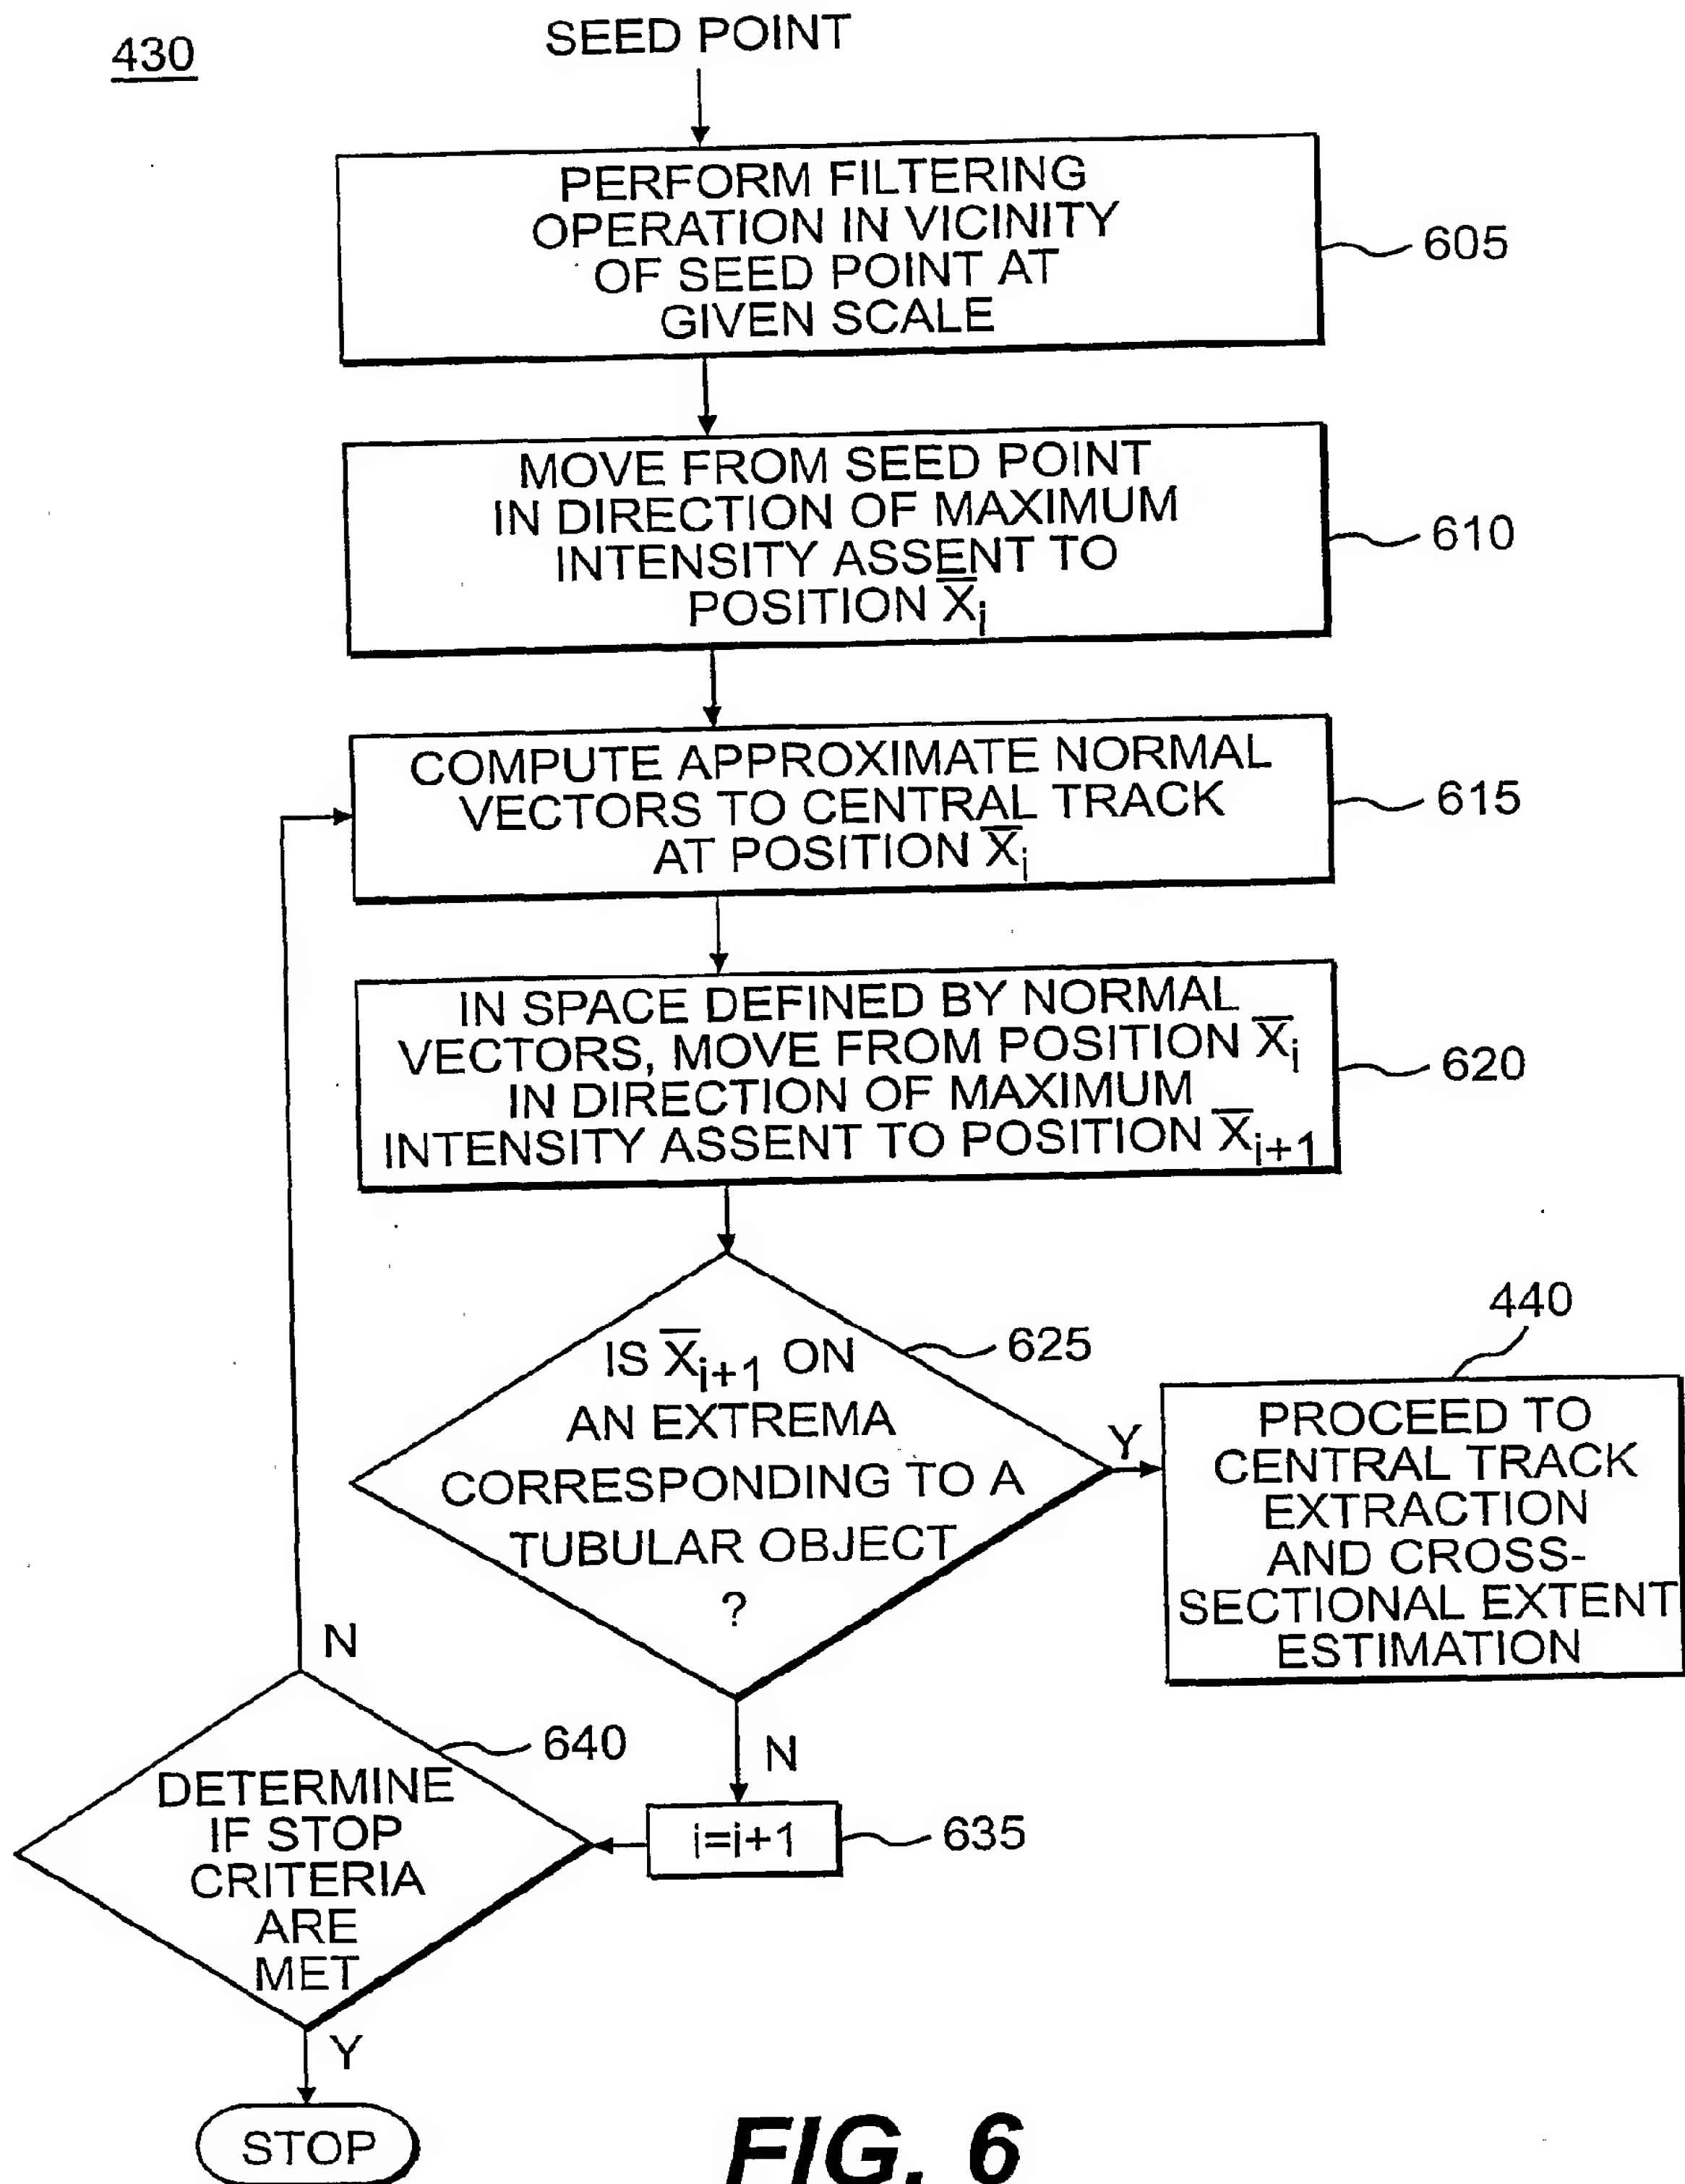 430
SEED POINT
PERFORM FILTERING
OPERATION IN VICINITY
OF SEED POINT AT
GIVEN SCALE
605
MOVE FROM SEED POINT
IN DIRECTION OF MAXIMUM
INTENSITY ASSENT TO
POSITION X̅i
610
COMPUTE APPROXIMATE NORMAL
VECTORS TO CENTRAL TRACK
AT POSITION X̅i
615
IN SPACE DEFINED BY NORMAL
VECTORS, MOVE FROM POSITION X̅i
IN DIRECTION OF MAXIMUM
INTENSITY ASSENT TO POSITION X̅i+1
620
IS X̅i+1 ON
AN EXTREMA
CORRESPONDING TO A
TUBULAR OBJECT
?
625
Y
440
PROCEED TO
CENTRAL TRACK
EXTRACTION
AND CROSS-
SECTIONAL EXTENT
ESTIMATION
N
i=i+1
635
N
640
DETERMINE
IF STOP
CRITERIA
ARE
MET
Y
STOP
FIG. 6